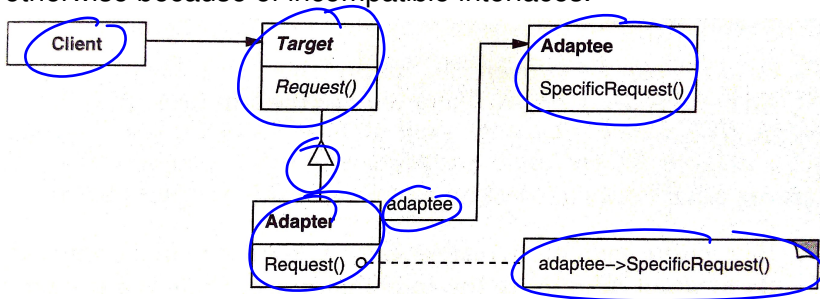 otherwise because of incompatible interfaces.
Client
Target
Request()
Adaptee
SpecificRequest()
adaptee
Adapter
Request()
adaptee->SpecificRequest()